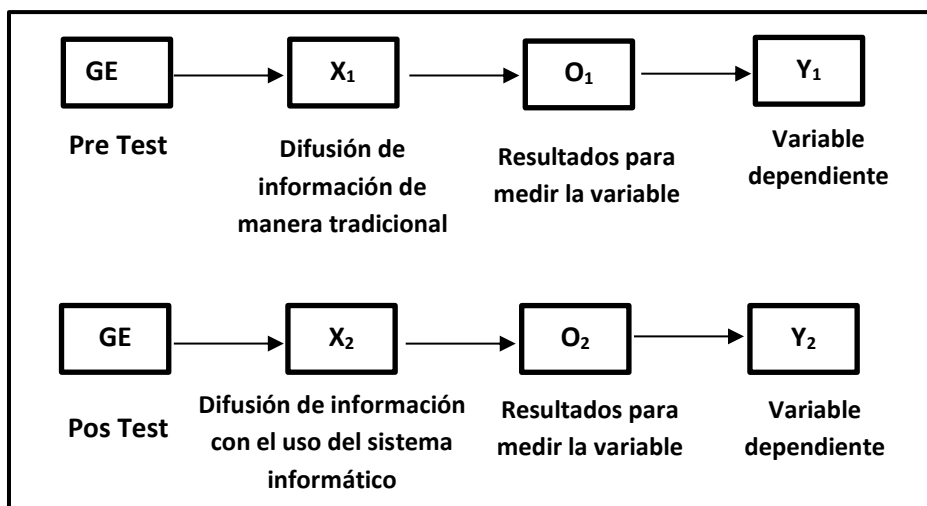 GE
X₁
O₁
Y₁
Pre Test
Difusión de
información de
manera tradicional
Resultados para
medir la variable
Variable
dependiente
GE
X₂
O₂
Y₂
Pos Test
Difusión de información
con el uso del sistema
informático
Resultados para
medir la variable
Variable
dependiente